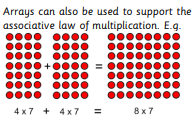 Arrays can also be used to support the
associative law of multiplication. E.g.
+ =
4 x 7 + 4 x 7 = 8 x 7